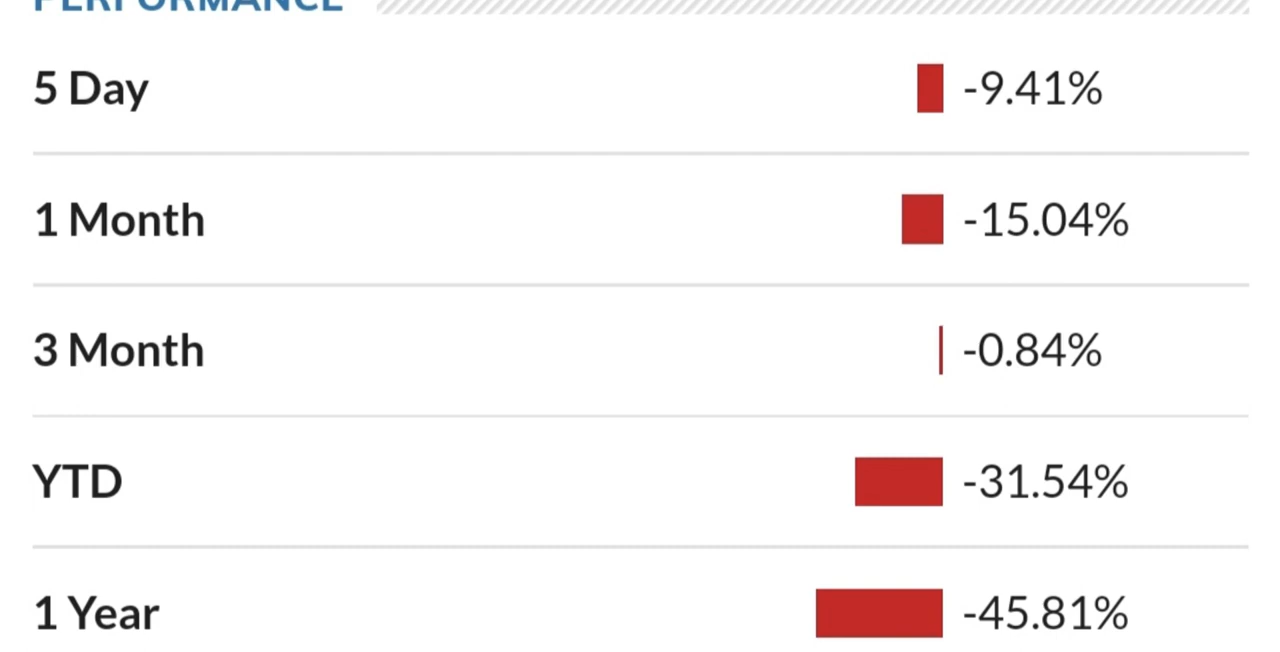 PERFORMANCE
5 Day -9.41%
1 Month -15.04%
3 Month -0.84%
YTD -31.54%
1 Year -45.81%